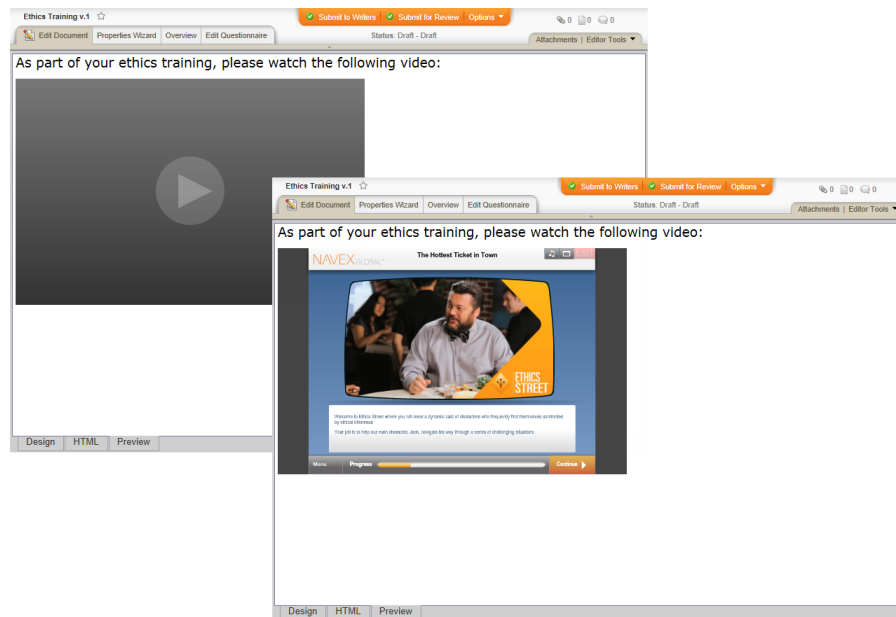 Ethics Training v.1
Submit to Writers | Submit for Review | Options
0 0 0
Edit Document Properties Wizard Overview Edit Questionnaire
Status: Draft - Draft
Attachments | Editor Tools
As part of your ethics training, please watch the following video:
Design HTML Preview
Ethics Training v.1
Submit to Writers | Submit for Review | Options
0 0 0
Edit Document Properties Wizard Overview Edit Questionnaire
Status: Draft - Draft
Attachments | Editor Tools
As part of your ethics training, please watch the following video:
NAVEX GLOBAL
The Hottest Ticket in Town
ETHICS
STREET
Welcome to Ethics Street where you will meet a dynamic cast of characters who frequently find themselves confronted
by ethical dilemmas
Your job is to help our main character, Jack, navigate his way through a series of challenging situations
Menu Progress Continue
Design HTML Preview